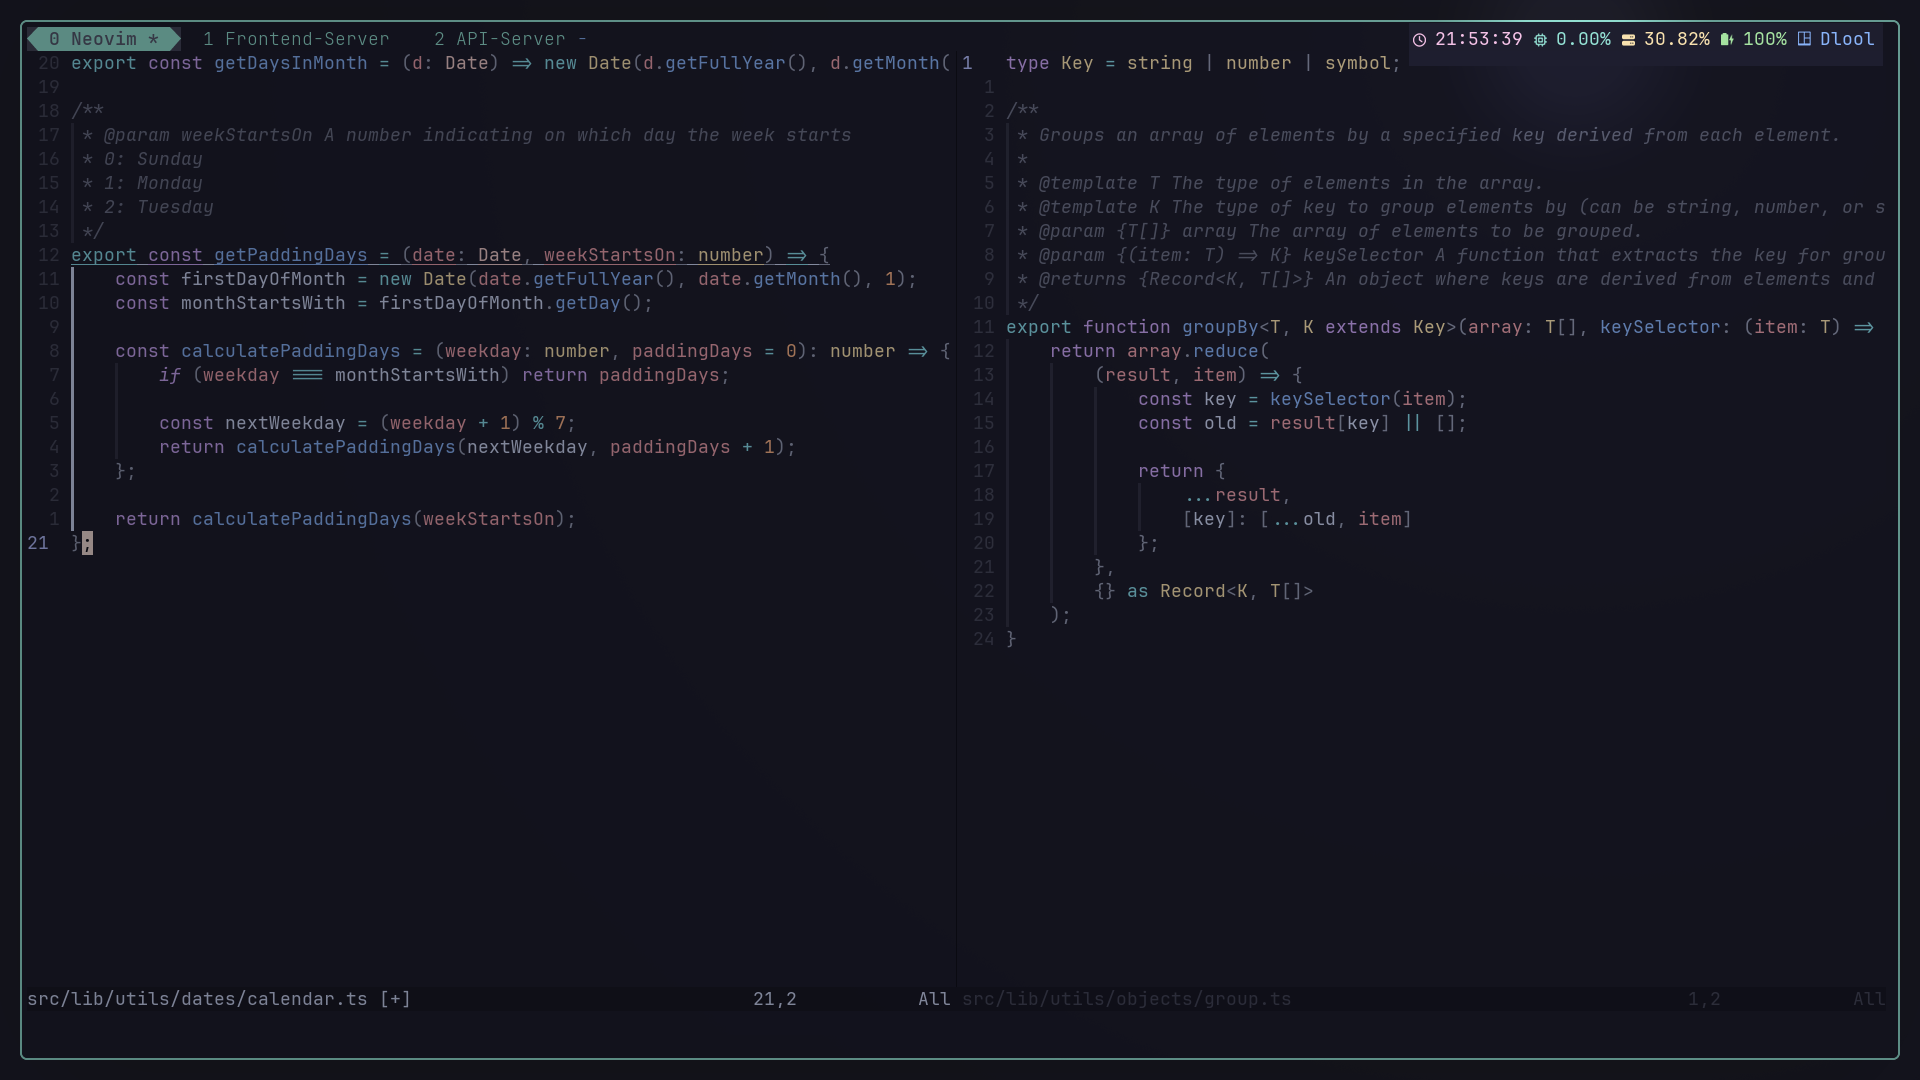 0 Neovim * 1 Frontend-Server 2 API-Server - 21:53:39 0.00% 30.82% 100% Dlool
20 export const getDaysInMonth = (d: Date) => new Date(d.getFullYear(), d.getMonth(
19
18 /**
17  * @param weekStartsOn A number indicating on which day the week starts
16  * 0: Sunday
15  * 1: Monday
14  * 2: Tuesday
13  */
12 export const getPaddingDays = (date: Date, weekStartsOn: number) => {
11     const firstDayOfMonth = new Date(date.getFullYear(), date.getMonth(), 1);
10     const monthStartsWith = firstDayOfMonth.getDay();
9
8     const calculatePaddingDays = (weekday: number, paddingDays = 0): number => {
7         if (weekday === monthStartsWith) return paddingDays;
6
5         const nextWeekday = (weekday + 1) % 7;
4         return calculatePaddingDays(nextWeekday, paddingDays + 1);
3     };
2
1     return calculatePaddingDays(weekStartsOn);
21 };
src/lib/utils/dates/calendar.ts [+] 21,2 All
1 type Key = string | number | symbol;
1
2 /**
3  * Groups an array of elements by a specified key derived from each element.
4  *
5  * @template T The type of elements in the array.
6  * @template K The type of key to group elements by (can be string, number, or s
7  * @param {T[]} array The array of elements to be grouped.
8  * @param {(item: T) => K} keySelector A function that extracts the key for grou
9  * @returns {Record<K, T[]>} An object where keys are derived from elements and
10  */
11 export function groupBy<T, K extends Key>(array: T[], keySelector: (item: T) =>
12     return array.reduce(
13         (result, item) => {
14             const key = keySelector(item);
15             const old = result[key] || [];
16
17             return {
18                 ...result,
19                 [key]: [...old, item]
20             };
21         },
22         {} as Record<K, T[]>
23     );
24 }
src/lib/utils/objects/group.ts 1,2 All